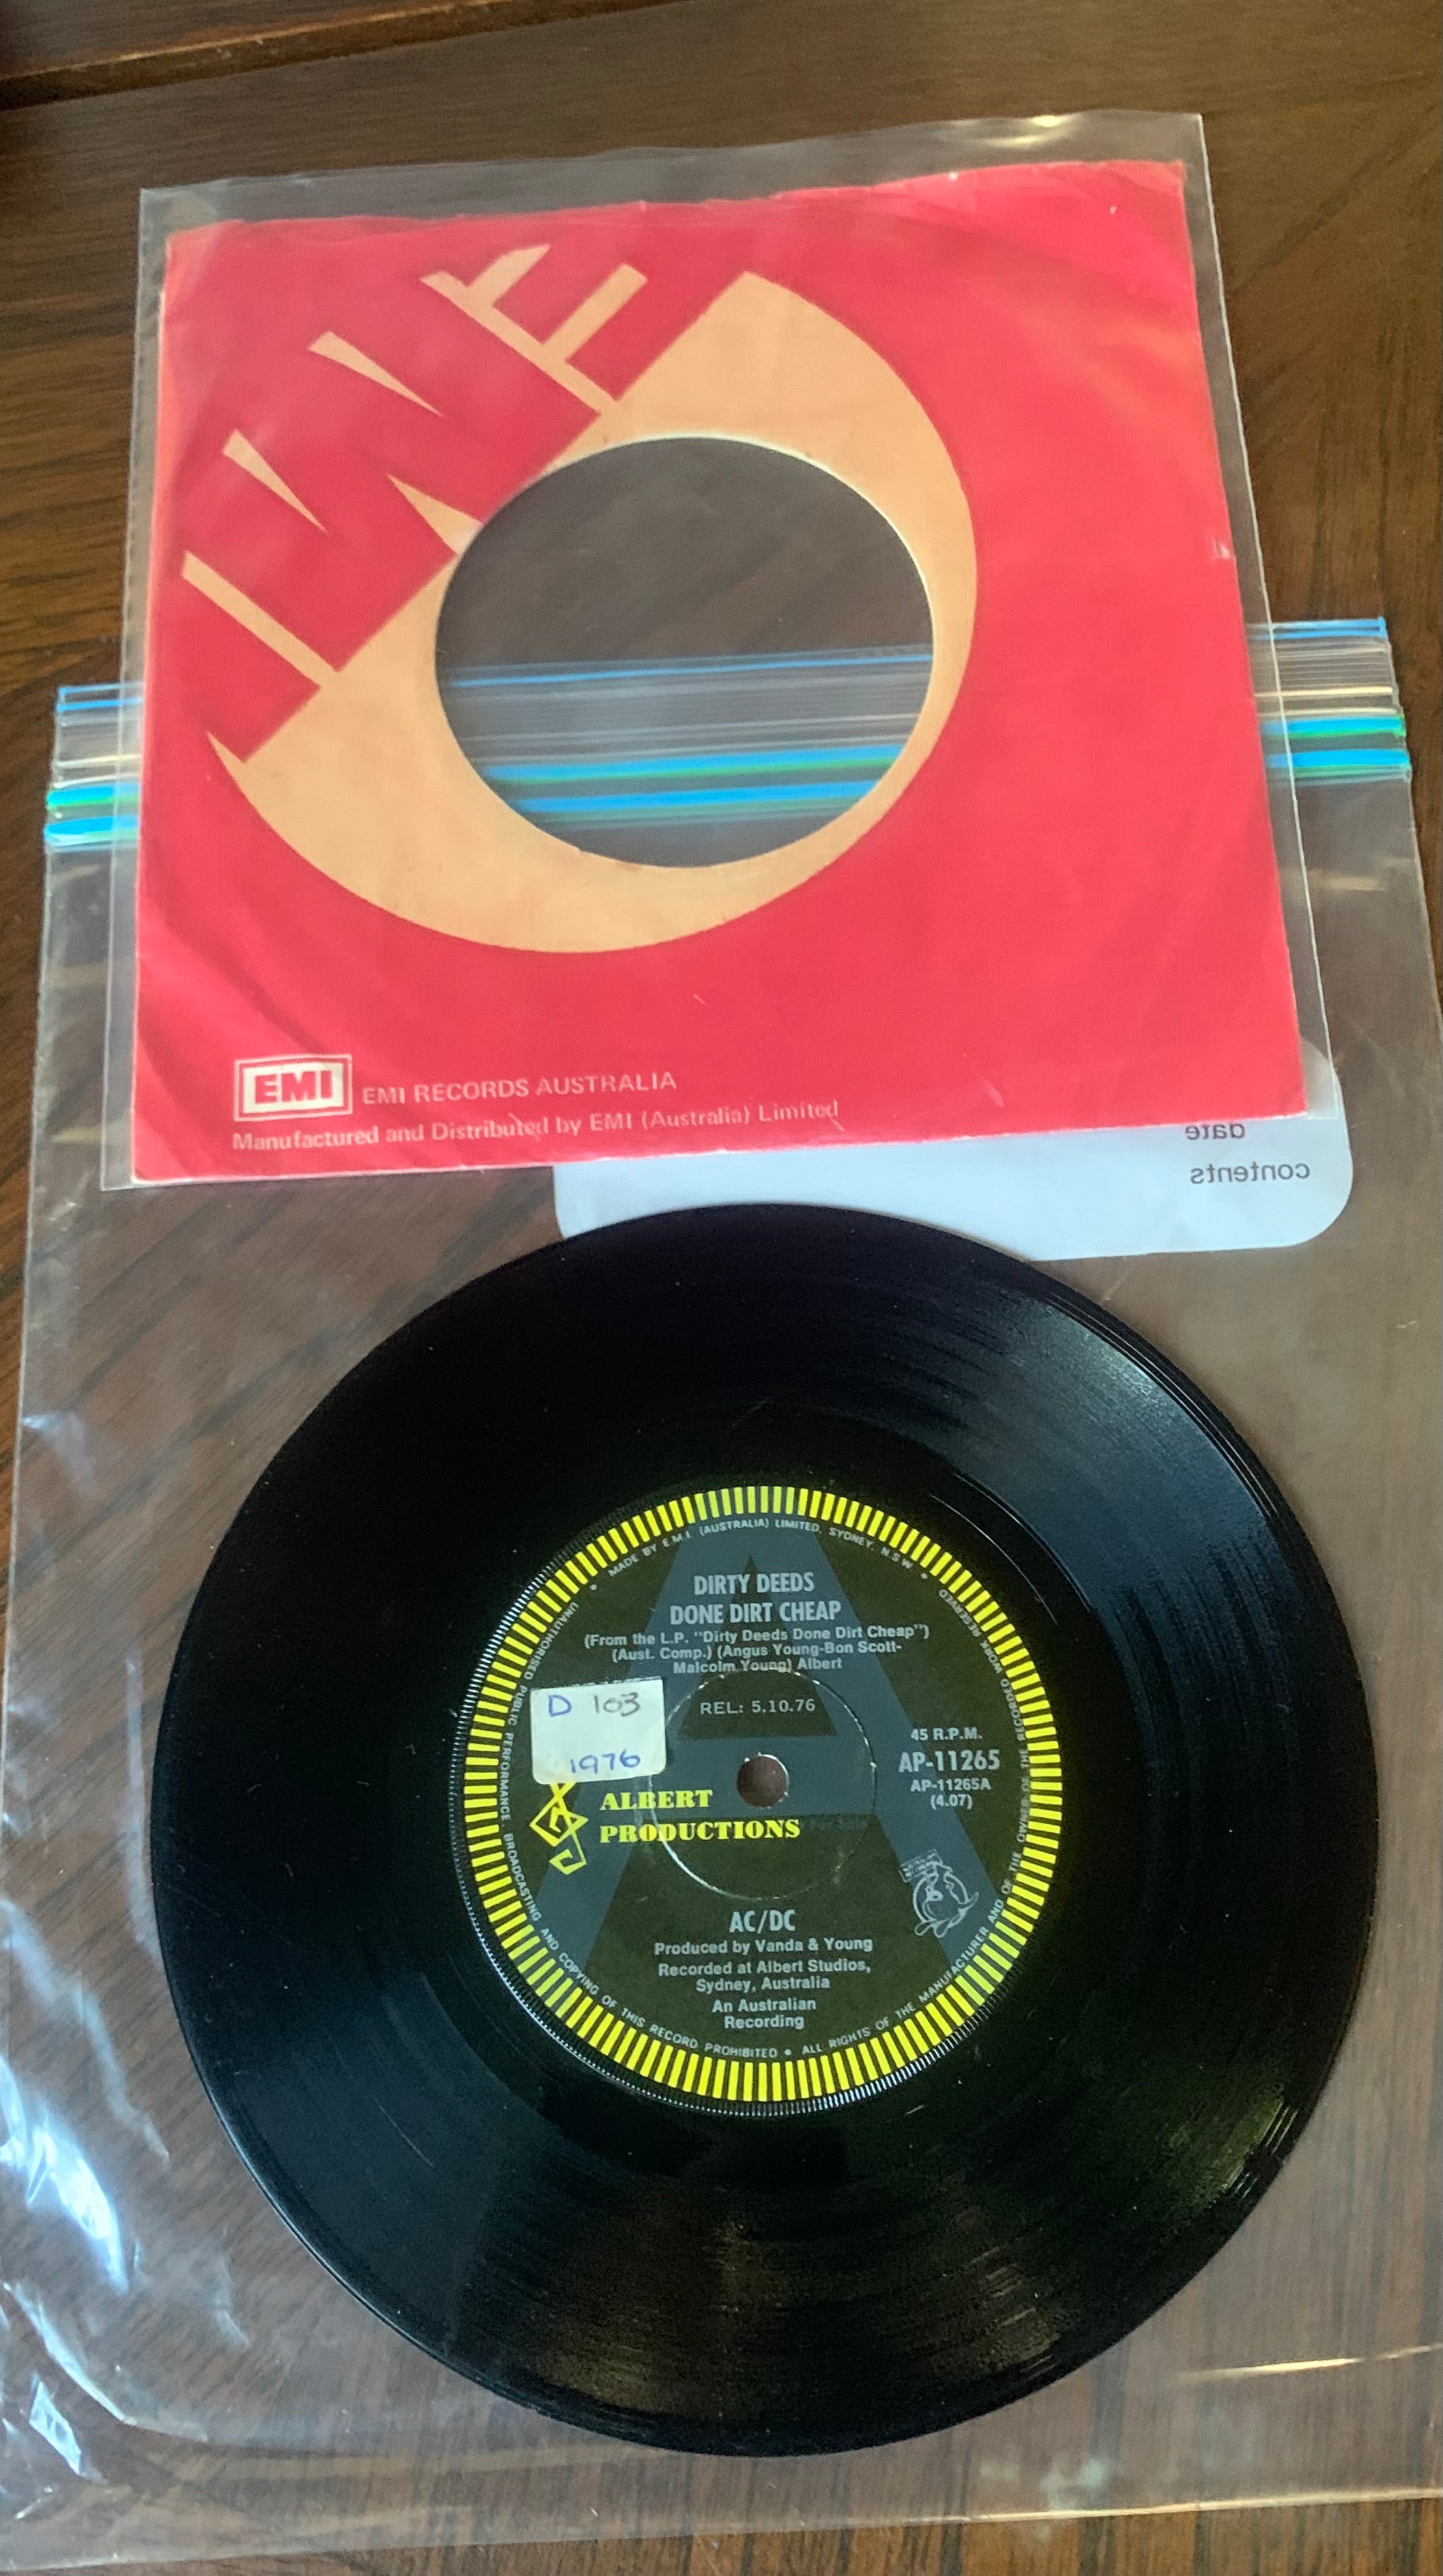 EMI
EMI
EMI RECORDS AUSTRALIA
Manufactured and Distributed by EMI (Australia) Limited
date
contents
MADE BY E.M.I. (AUSTRALIA) LIMITED, SYDNEY, N.S.W. •
ALL RIGHTS OF THE MANUFACTURER AND OF THE OWNER OF THE RECORDED WORK RESERVED
UNAUTHORISED PUBLIC PERFORMANCE, BROADCASTING AND COPYING OF THIS RECORD PROHIBITED •
DIRTY DEEDS
DONE DIRT CHEAP
(From the L.P. "Dirty Deeds Done Dirt Cheap")
(Aust. Comp.) (Angus Young-Bon Scott-
Malcolm Young) Albert
D 103
1976
REL: 5.10.76
45 R.P.M.
AP-11265
AP-11265A
(4.07)
ALBERT
PRODUCTIONS
For Sale
AC/DC
Produced by Vanda & Young
Recorded at Albert Studios,
Sydney, Australia
An Australian
Recording